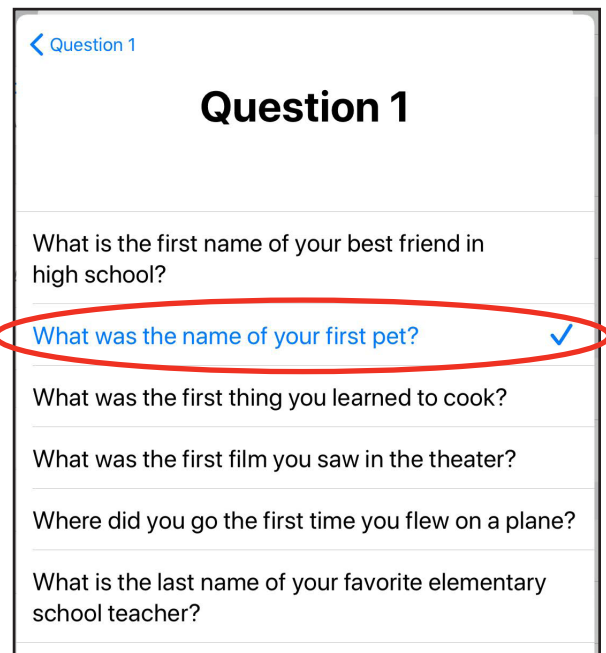 Question 1
Question 1
What is the first name of your best friend in
high school?
What was the name of your first pet?
What was the first thing you learned to cook?
What was the first film you saw in the theater?
Where did you go the first time you flew on a plane?
What is the last name of your favorite elementary
school teacher?